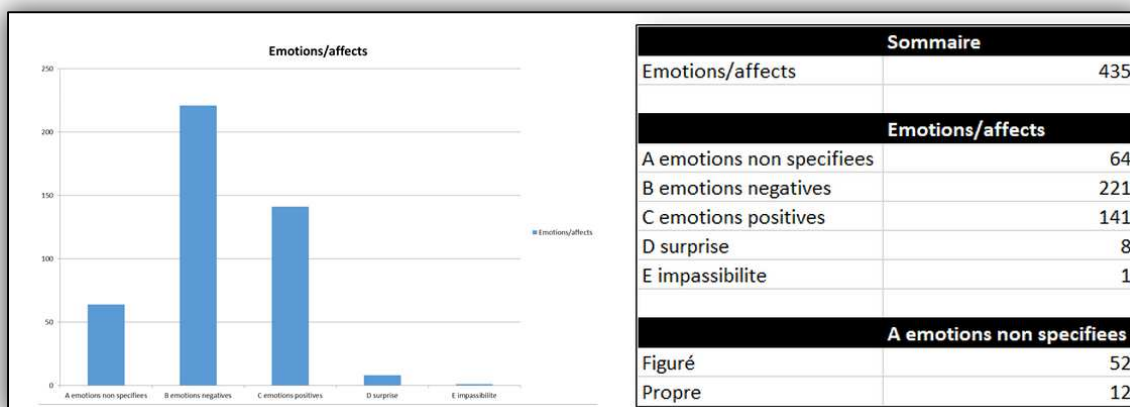 Emotions/affects
250
200
150
100
50
0
A emotions non specifiees B emotions negatives C emotions positives D surprise E impassibilite
Emotions/affects
Sommaire
Emotions/affects 435
Emotions/affects
A emotions non specifiees 64
B emotions negatives 221
C emotions positives 141
D surprise 8
E impassibilite 1
A emotions non specifiees
Figuré 52
Propre 12